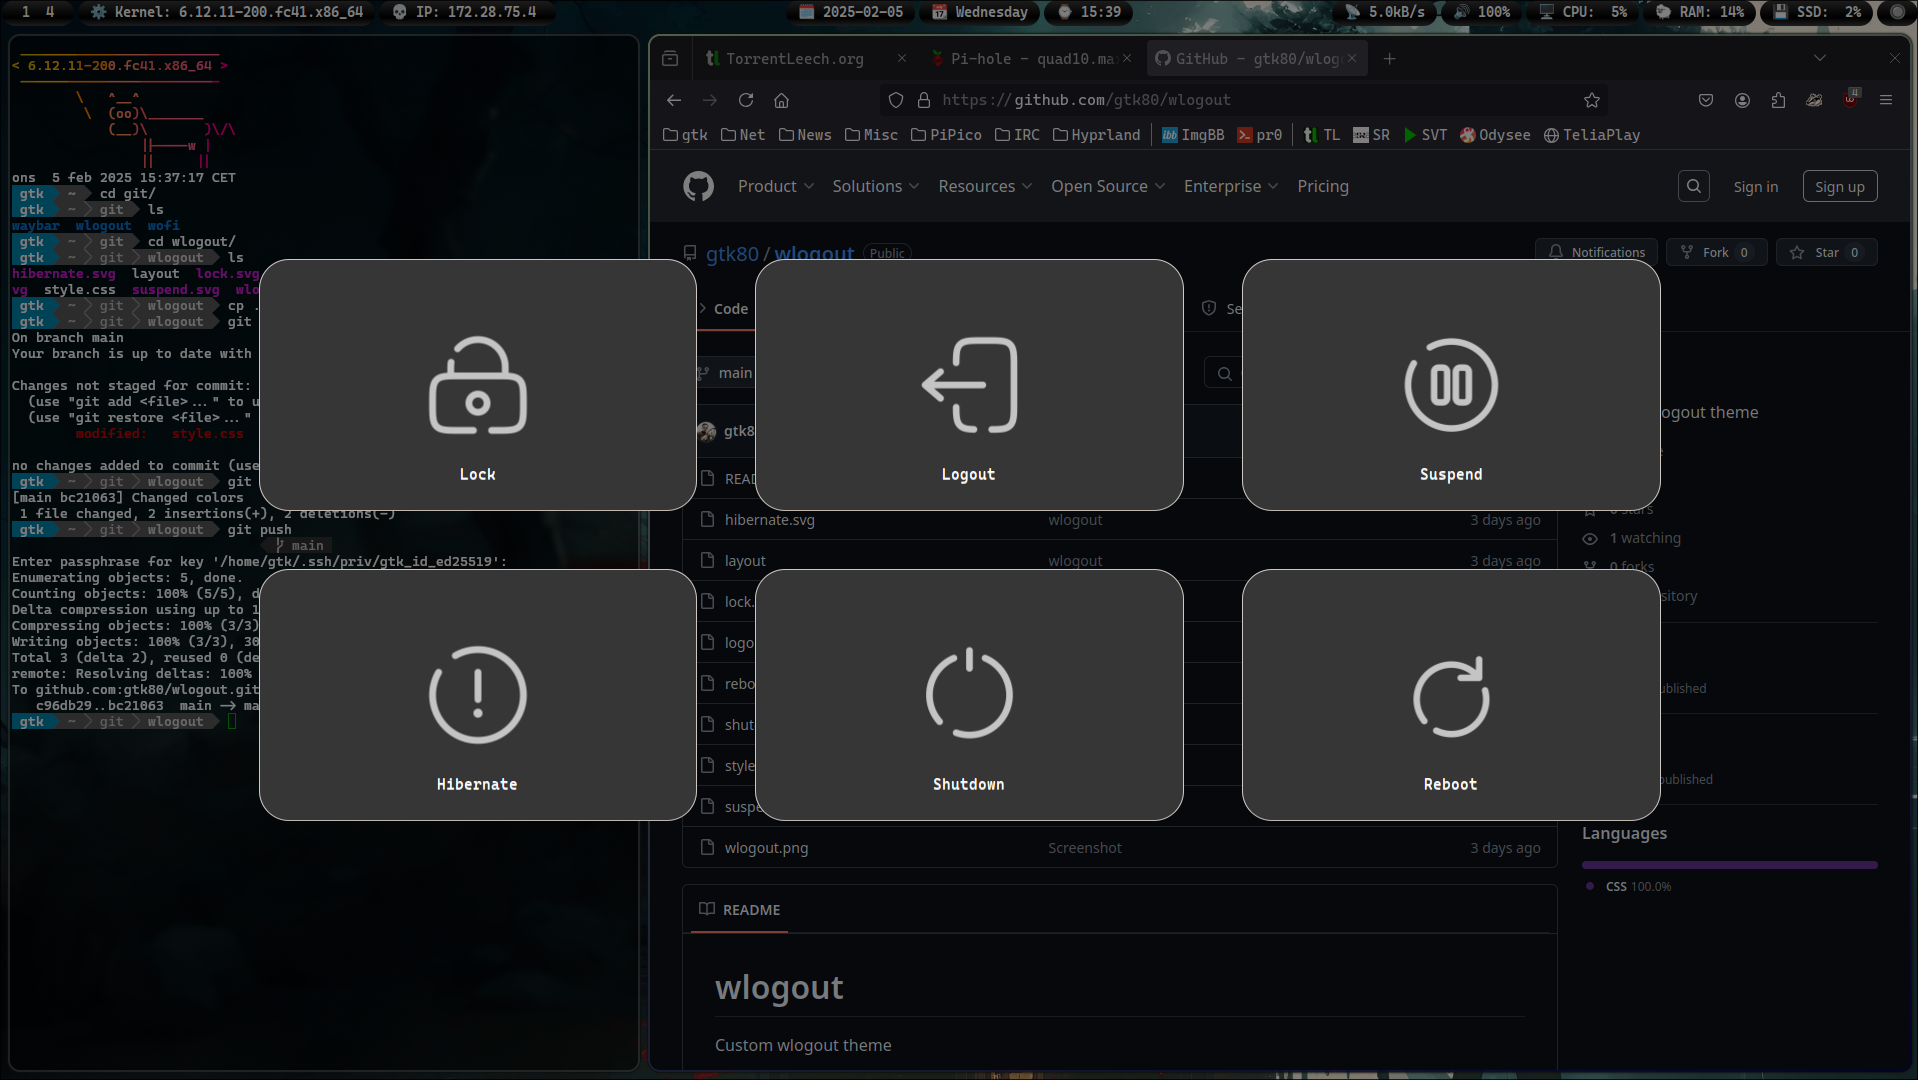 1 4 Kernel: 6.12.11-200.fc41.x86_64 IP: 172.28.75.4 2025-02-05 Wednesday 15:39 5.0kB/s 100% CPU: 5% RAM: 14% SSD: 2%
< 6.12.11-200.fc41.x86_64 >
\ ^__^
\ (oo)\_______
(__)\ )\/\
||----w |
|| ||
ons 5 feb 2025 15:37:17 CET
gtk ~ cd git/
gtk ~ git ls
waybar wlogout wofi
gtk ~ git cd wlogout/
gtk ~ git wlogout ls
hibernate.svg layout lock.svg
vg style.css suspend.svg wlo
gtk ~ git wlogout cp .
gtk ~ git wlogout git
On branch main
Your branch is up to date with
Changes not staged for commit:
(use "git add <file>..." to u
(use "git restore <file>..."
modified: style.css
no changes added to commit (use
gtk ~ git wlogout git
[main bc21063] Changed colors
1 file changed, 2 insertions(+), 2 deletions(-)
gtk ~ git wlogout git push
main
Enter passphrase for key '/home/gtk/.ssh/priv/gtk_id_ed25519':
Enumerating objects: 5, done.
Counting objects: 100% (5/5), d
Delta compression using up to 1
Compressing objects: 100% (3/3)
Writing objects: 100% (3/3), 30
Total 3 (delta 2), reused 0 (de
remote: Resolving deltas: 100%
To github.com:gtk80/wlogout.git
c96db29..bc21063 main -> ma
gtk ~ git wlogout
TorrentLeech.org Pi-hole - quad10.ma GitHub - gtk80/wlog
https://github.com/gtk80/wlogout 4
gtk Net News Misc PiPico IRC Hyprland ibb ImgBB pr0 TL SR SVT Odysee TeliaPlay
Product Solutions Resources Open Source Enterprise Pricing Sign in Sign up
gtk80 / wlogout Public Notifications Fork 0 Star 0
Code Se
main
ogout theme
gtk8
READ
hibernate.svg wlogout 3 days ago
0 stars
1 watching
layout wlogout 3 days ago
0 forks
lock.
sitory
logo
rebo
ublished
shut
style
published
suspe
Languages
wlogout.png Screenshot 3 days ago
CSS 100.0%
README
wlogout
Custom wlogout theme
Lock
Logout
Suspend
Hibernate
Shutdown
Reboot